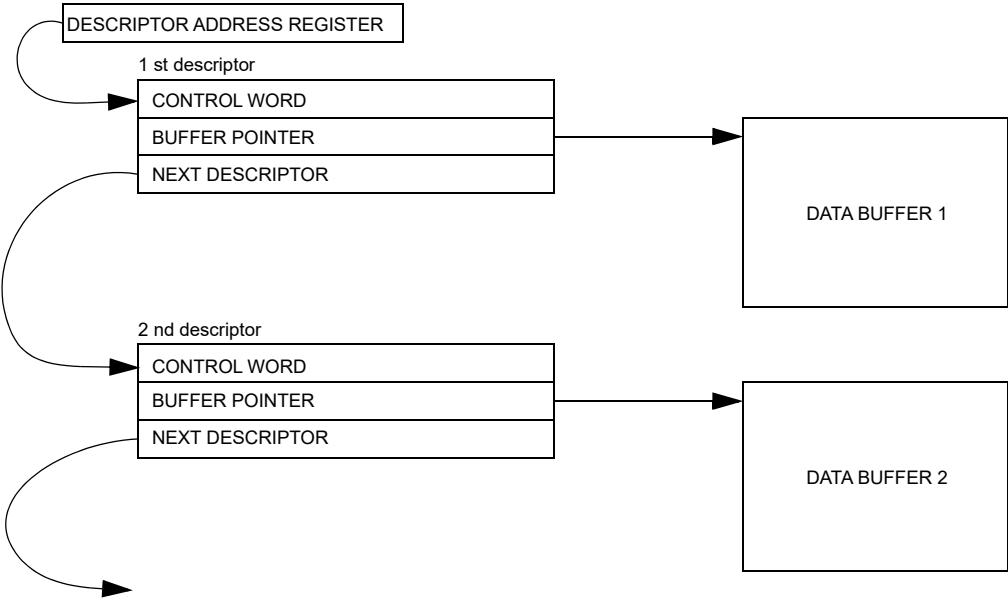 DESCRIPTOR ADDRESS REGISTER
1 st descriptor
CONTROL WORD
BUFFER POINTER
NEXT DESCRIPTOR
DATA BUFFER 1
2 nd descriptor
CONTROL WORD
BUFFER POINTER
NEXT DESCRIPTOR
DATA BUFFER 2